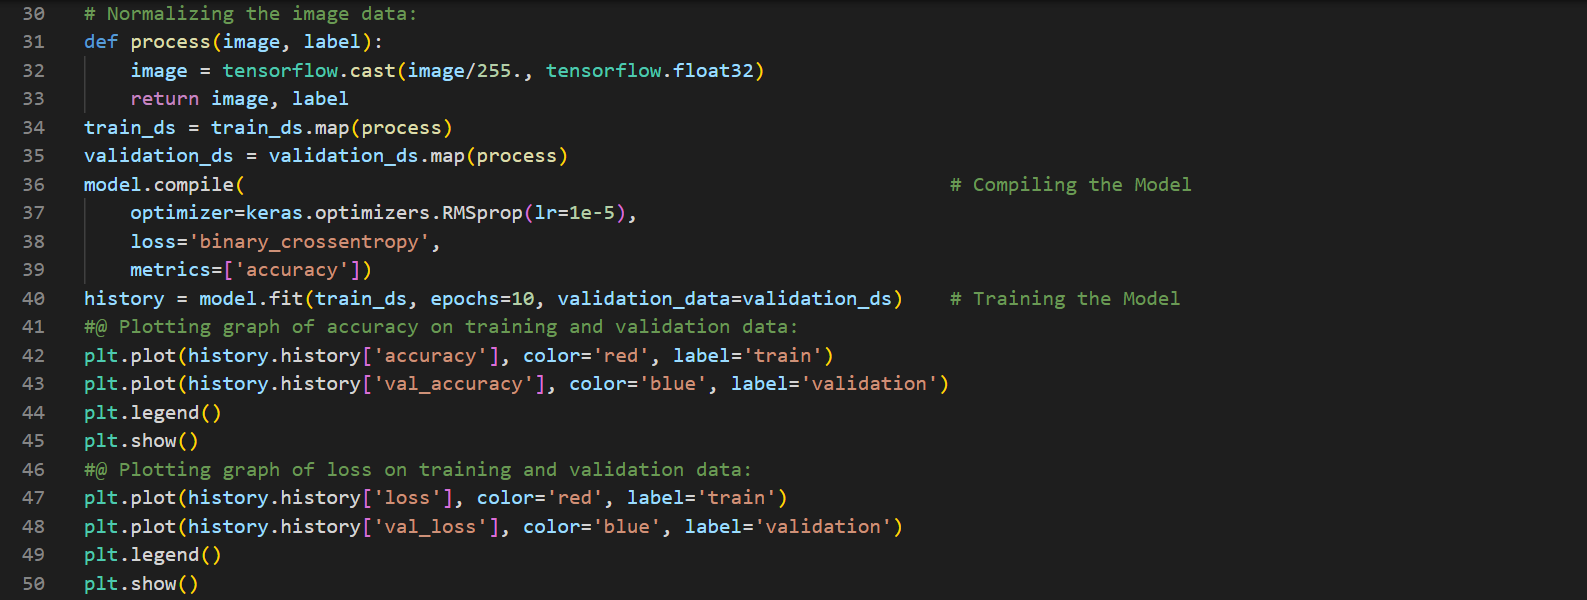 30 # Normalizing the image data:
31 def process(image, label):
32     image = tensorflow.cast(image/255., tensorflow.float32)
33     return image, label
34 train_ds = train_ds.map(process)
35 validation_ds = validation_ds.map(process)
36 model.compile(                                                             # Compiling the Model
37     optimizer=keras.optimizers.RMSprop(lr=1e-5),
38     loss='binary_crossentropy',
39     metrics=['accuracy'])
40 history = model.fit(train_ds, epochs=10, validation_data=validation_ds)    # Training the Model
41 #@ Plotting graph of accuracy on training and validation data:
42 plt.plot(history.history['accuracy'], color='red', label='train')
43 plt.plot(history.history['val_accuracy'], color='blue', label='validation')
44 plt.legend()
45 plt.show()
46 #@ Plotting graph of loss on training and validation data:
47 plt.plot(history.history['loss'], color='red', label='train')
48 plt.plot(history.history['val_loss'], color='blue', label='validation')
49 plt.legend()
50 plt.show()